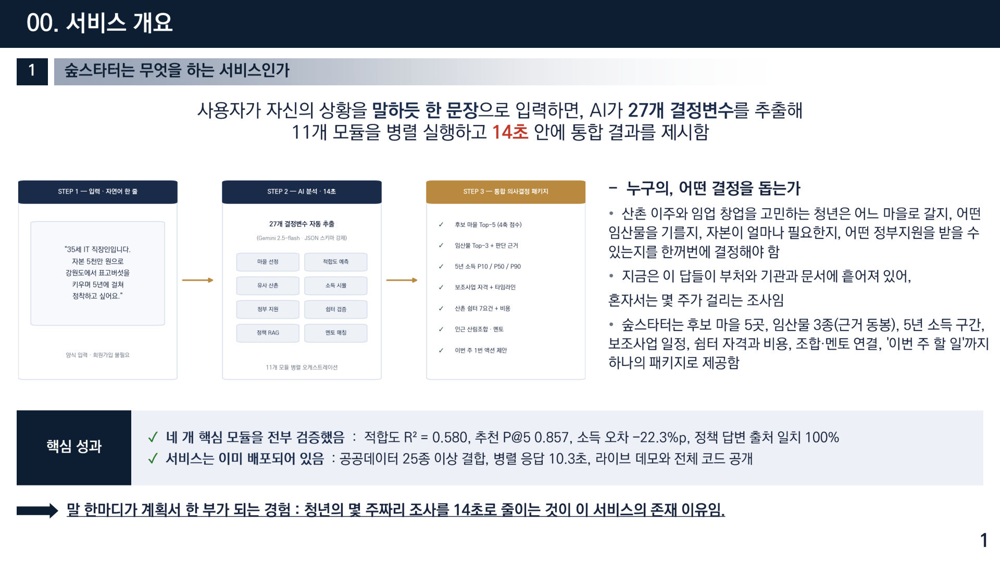 00. 서비스 개요
1
숲스타터는 무엇을 하는 서비스인가
사용자가 자신의 상황을 말하듯 한 문장으로 입력하면, AI가 27개 결정변수를 추출해
11개 모듈을 병렬 실행하고 14초 안에 통합 결과를 제시함
STEP 1 — 입력 · 자연어 한 줄
“35세 IT 직장인입니다.
자본 5천만 원으로
강원도에서 표고버섯을
키우며 5년에 걸쳐
정착하고 싶어요.”
양식 입력 · 회원가입 불필요
STEP 2 — AI 분석 · 14초
27개 결정변수 자동 추출
(Gemini 2.5-flash · JSON 스키마 강제)
마을 선정
적합도 예측
유사 산촌
소득 시뮬
정부 지원
쉼터 검증
정책 RAG
멘토 매칭
11개 모듈 병렬 오케스트레이션
STEP 3 — 통합 의사결정 패키지
✓ 후보 마을 Top-5 (4축 점수)
✓ 임산물 Top-3 + 판단 근거
✓ 5년 소득 P10 / P50 / P90
✓ 보조사업 자격 + 타임라인
✓ 산촌 쉼터 7요건 + 비용
✓ 인근 산림조합 · 멘토
✓ 이번 주 1번 액션 제안
– 누구의, 어떤 결정을 돕는가
• 산촌 이주와 임업 창업을 고민하는 청년은 어느 마을로 갈지, 어떤
임산물을 기를지, 자본이 얼마나 필요한지, 어떤 정부지원을 받을 수
있는지를 한꺼번에 결정해야 함
• 지금은 이 답들이 부처와 기관과 문서에 흩어져 있어,
혼자서는 몇 주가 걸리는 조사임
• 숲스타터는 후보 마을 5곳, 임산물 3종(근거 동봉), 5년 소득 구간,
보조사업 일정, 쉼터 자격과 비용, 조합·멘토 연결, '이번 주 할 일'까지
하나의 패키지로 제공함
핵심 성과
✓ 네 개 핵심 모듈을 전부 검증했음 : 적합도 R² = 0.580, 추천 P@5 0.857, 소득 오차 −22.3%p, 정책 답변 출처 일치 100%
✓ 서비스는 이미 배포되어 있음 : 공공데이터 25종 이상 결합, 병렬 응답 10.3초, 라이브 데모와 전체 코드 공개
말 한마디가 계획서 한 부가 되는 경험 : 청년의 몇 주짜리 조사를 14초로 줄이는 것이 이 서비스의 존재 이유임.
1